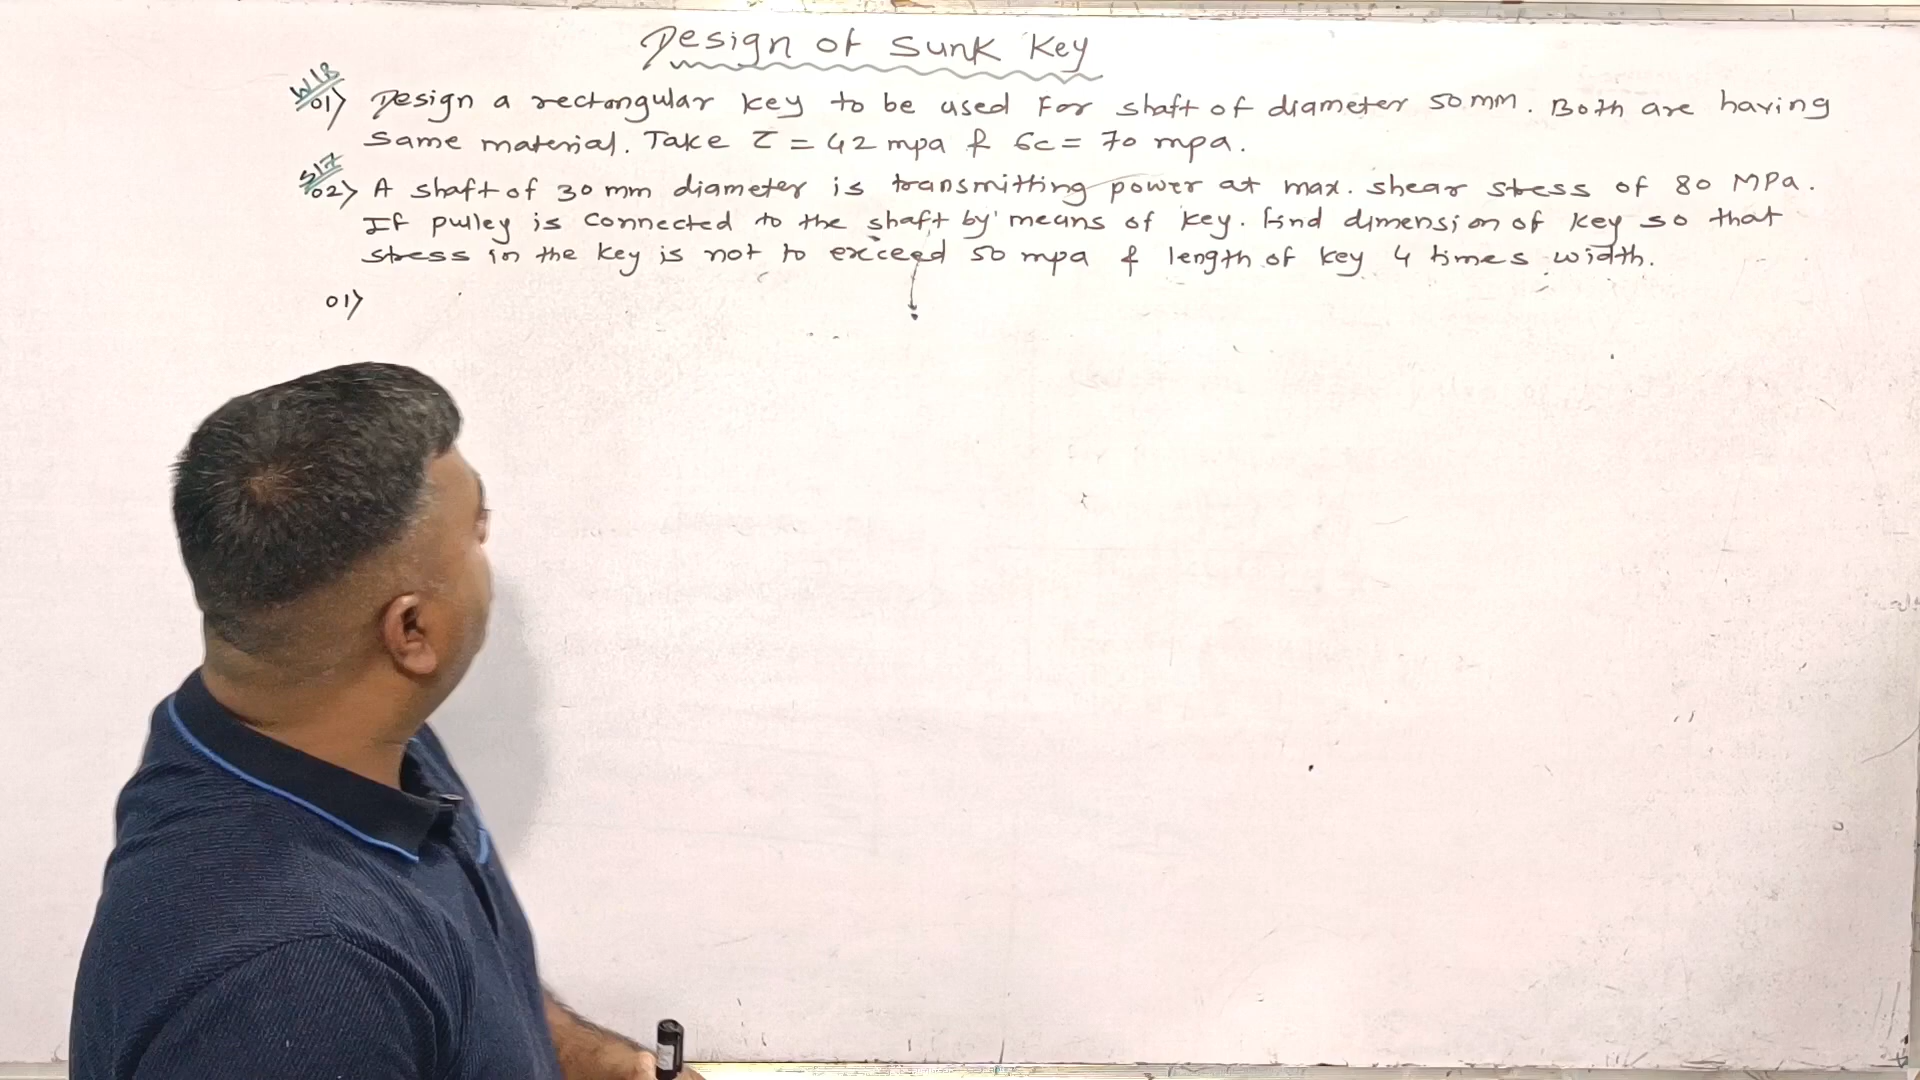 Design of Sunk Key
W18
01) Design a rectangular key to be used For shaft of diameter 50 mm. Both are having
Same material. Take τ = 42 mpa & σc = 70 mpa.
S17
02) A shaft of 30 mm diameter is transmitting power at max. shear stress of 80 MPa.
If pulley is connected to the shaft by means of key. find dimension of key so that
stress in the key is not to exceed 50 mpa & length of key 4 times width.
01)